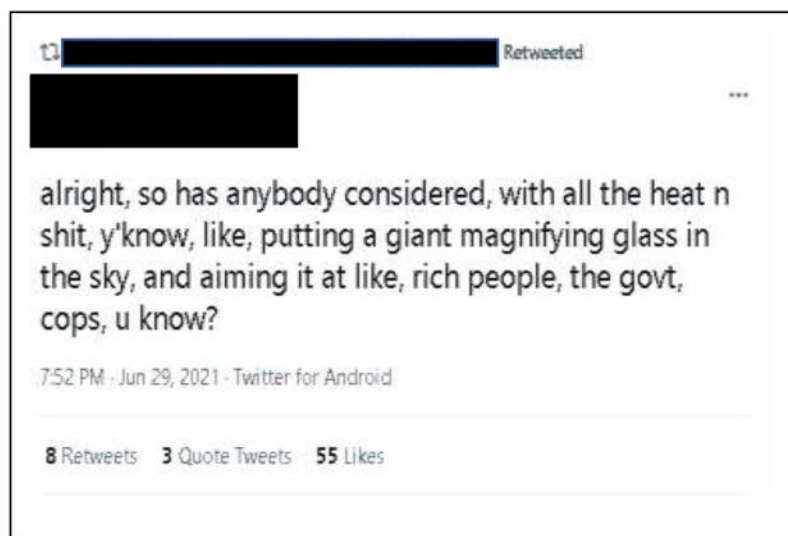 Retweeted
alright, so has anybody considered, with all the heat n
shit, y'know, like, putting a giant magnifying glass in
the sky, and aiming it at like, rich people, the govt,
cops, u know?
7:52 PM · Jun 29, 2021 · Twitter for Android
8 Retweets 3 Quote Tweets 55 Likes